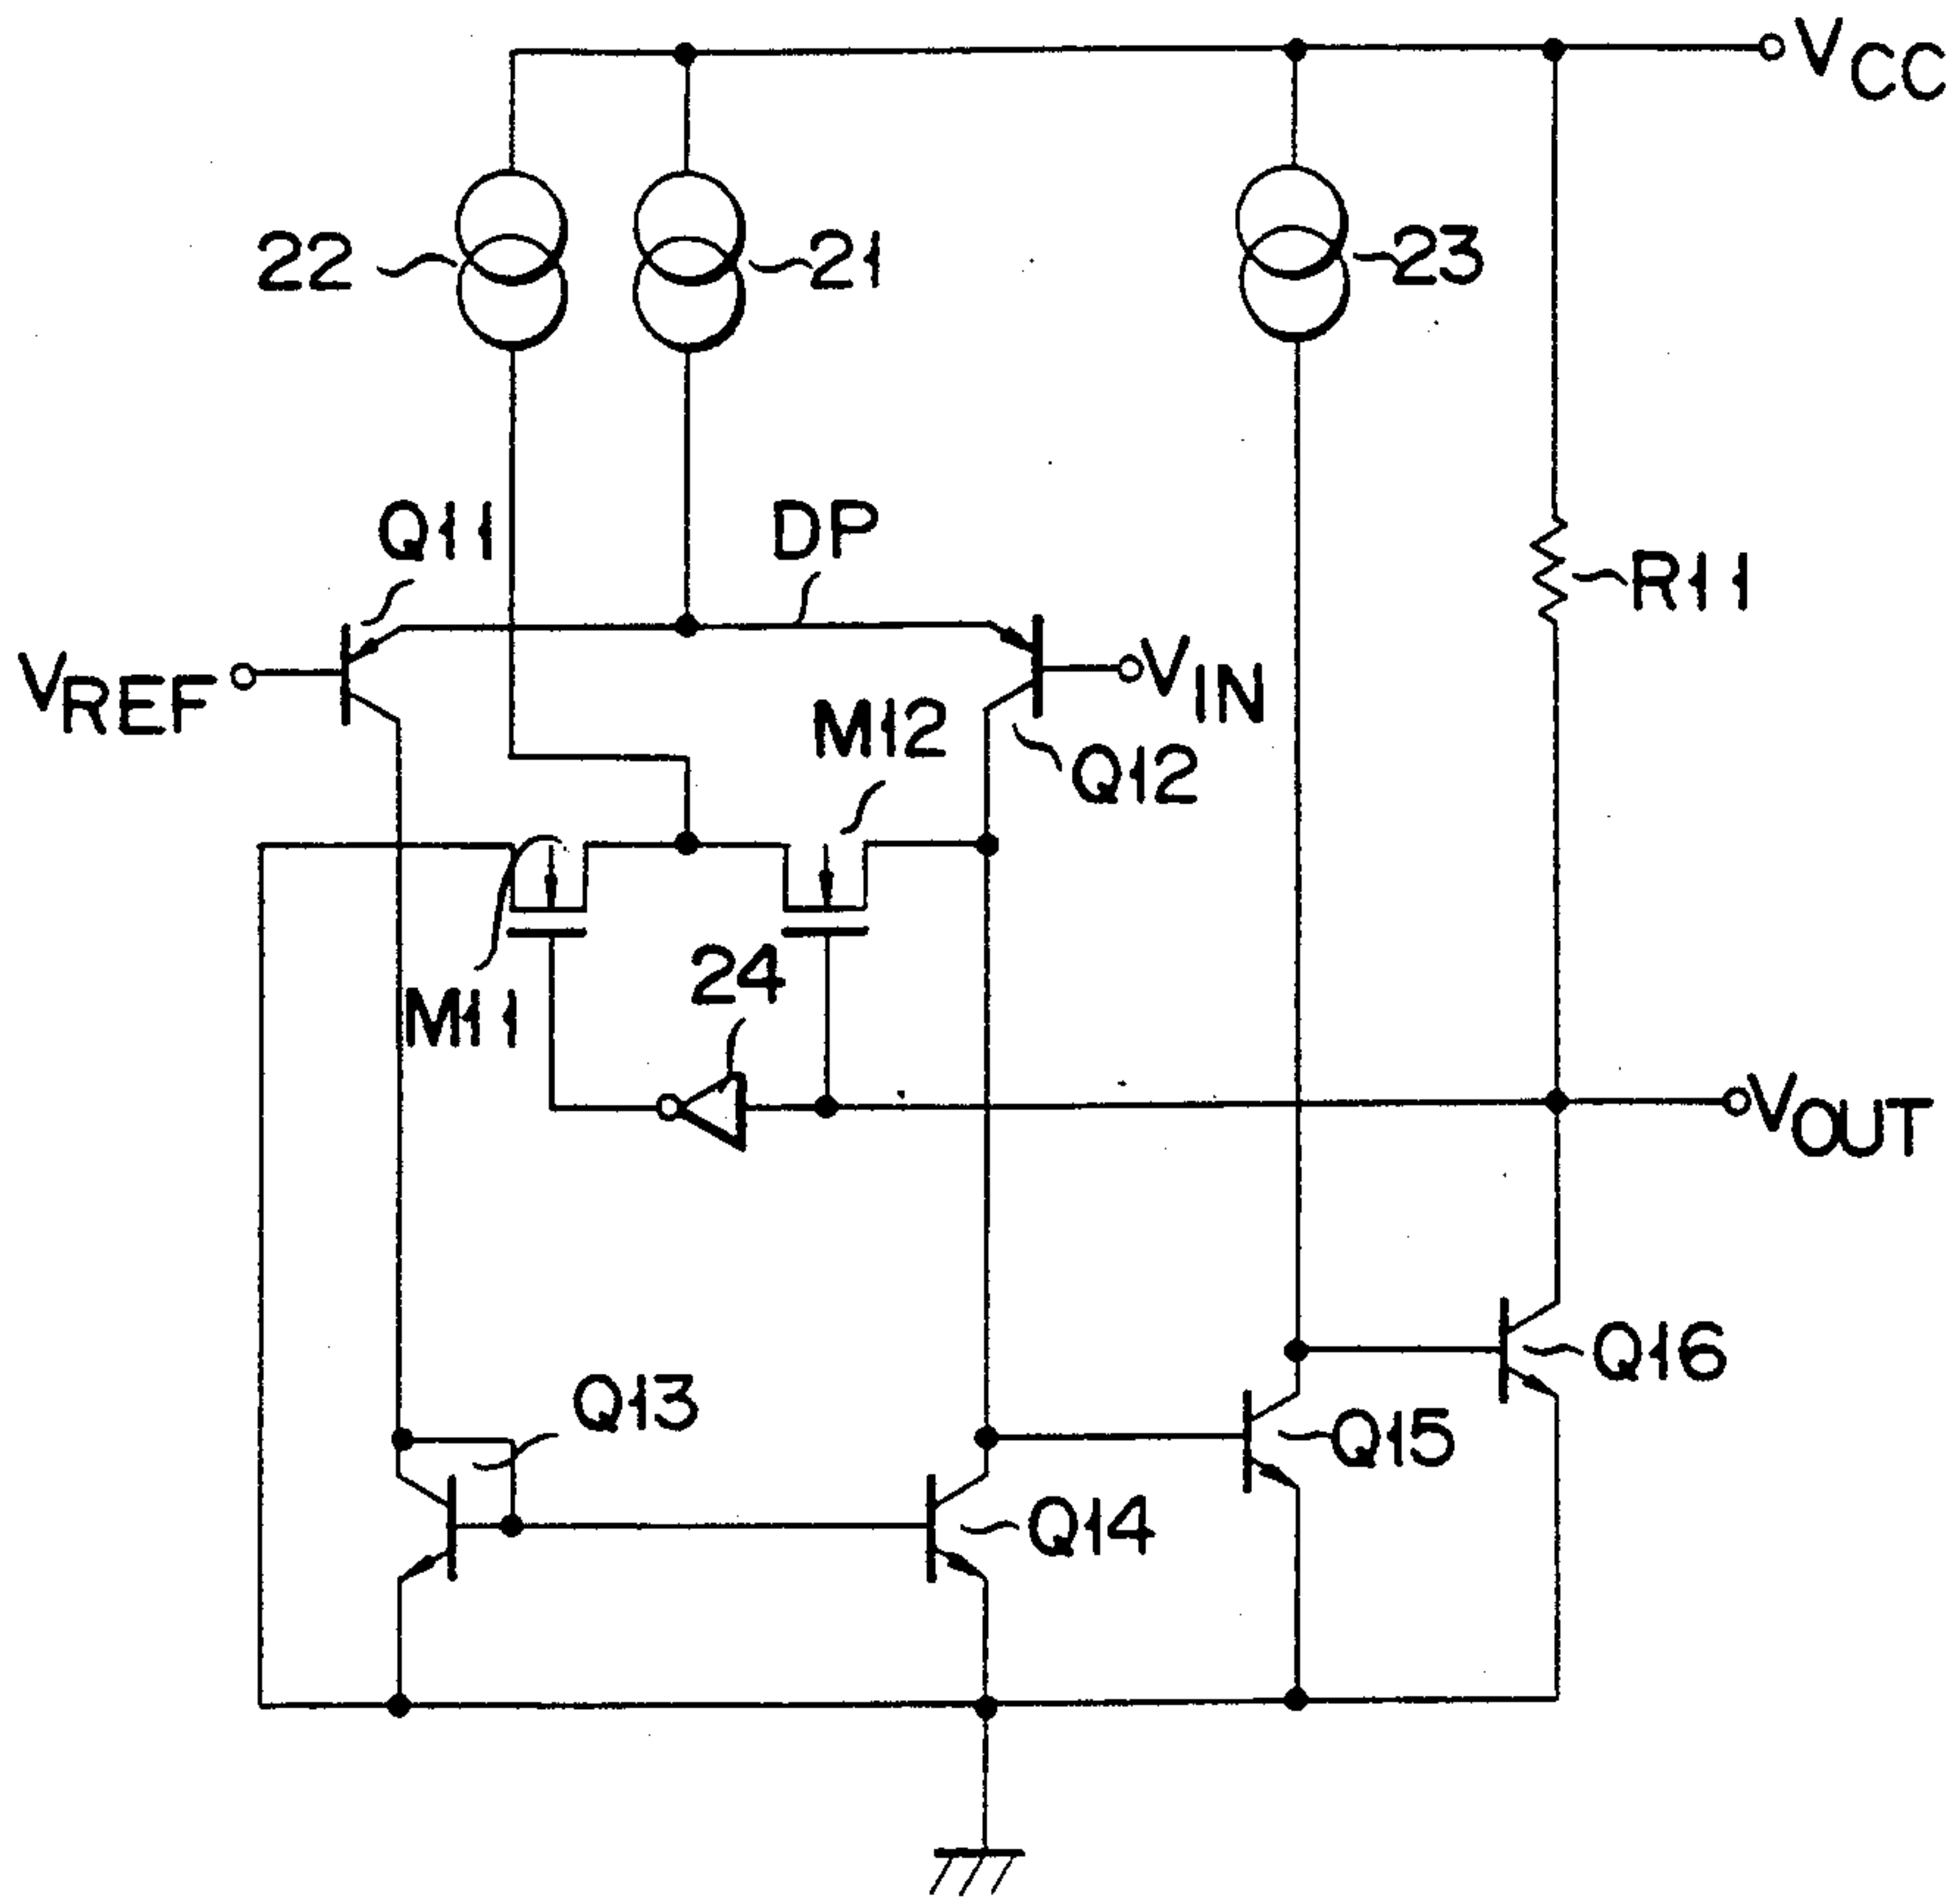 VCC
22
21
23
Q11
DP
R11
VREF
VIN
M12
Q12
24
M11
VOUT
Q16
Q13
Q15
Q14